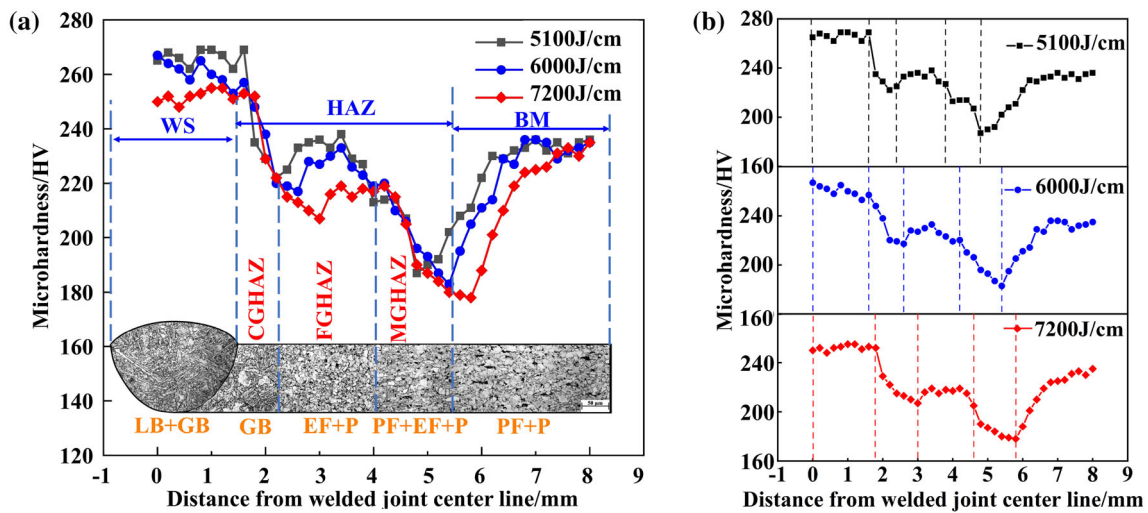 (a)
280
260
240
220
200
180
160
140
120
Microhardness/HV
5100J/cm
6000J/cm
7200J/cm
WS
HAZ
BM
CGHAZ
FGHAZ
MGHAZ
50 μm
LB+GB GB EF+P PF+EF+P PF+P
-1 0 1 2 3 4 5 6 7 8 9
Distance from welded joint center line/mm
(b)
280
240
200
160
5100J/cm
240
200
160
Microhardness/HV
6000J/cm
240
200
160
7200J/cm
-1 0 1 2 3 4 5 6 7 8 9
Distance from welded joint center line/mm